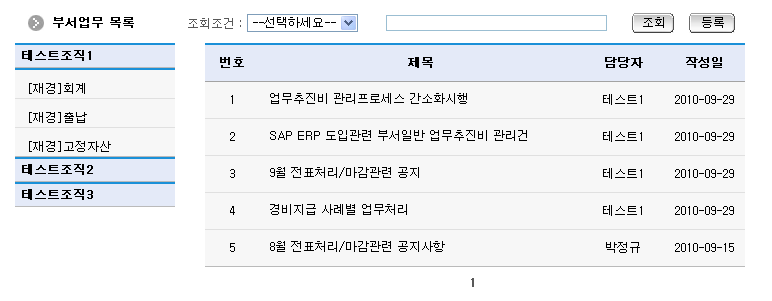 부서업무 목록
조회조건 : --선택하세요-- 조회 등록
테스트조직1
[재경]회계
[재경]출납
[재경]고정자산
테스트조직2
테스트조직3
번호 제목 담당자 작성일
1 업무추진비 관리프로세스 간소화시행 테스트1 2010-09-29
2 SAP ERP 도입관련 부서일반 업무추진비 관리건 테스트1 2010-09-29
3 9월 전표처리/마감관련 공지 테스트1 2010-09-29
4 경비지급 사례별 업무처리 테스트1 2010-09-29
5 8월 전표처리/마감관련 공지사항 박정규 2010-09-15
1